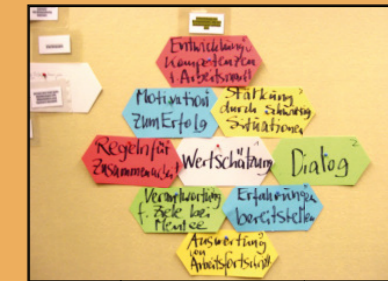 Entwicklung
Kompetenzen
Arbeitsmarkt
Motivation
zum Erfolg
Stärkung
durch schwierige
Situationen
Regeln für
Zusammenarbeit
Wertschätzung
Dialog
Verantwortung
f. Ziele bei
Mentee
Erfahrungen
bereitstellen
Auswertung
von
Arbeitsfortschritt